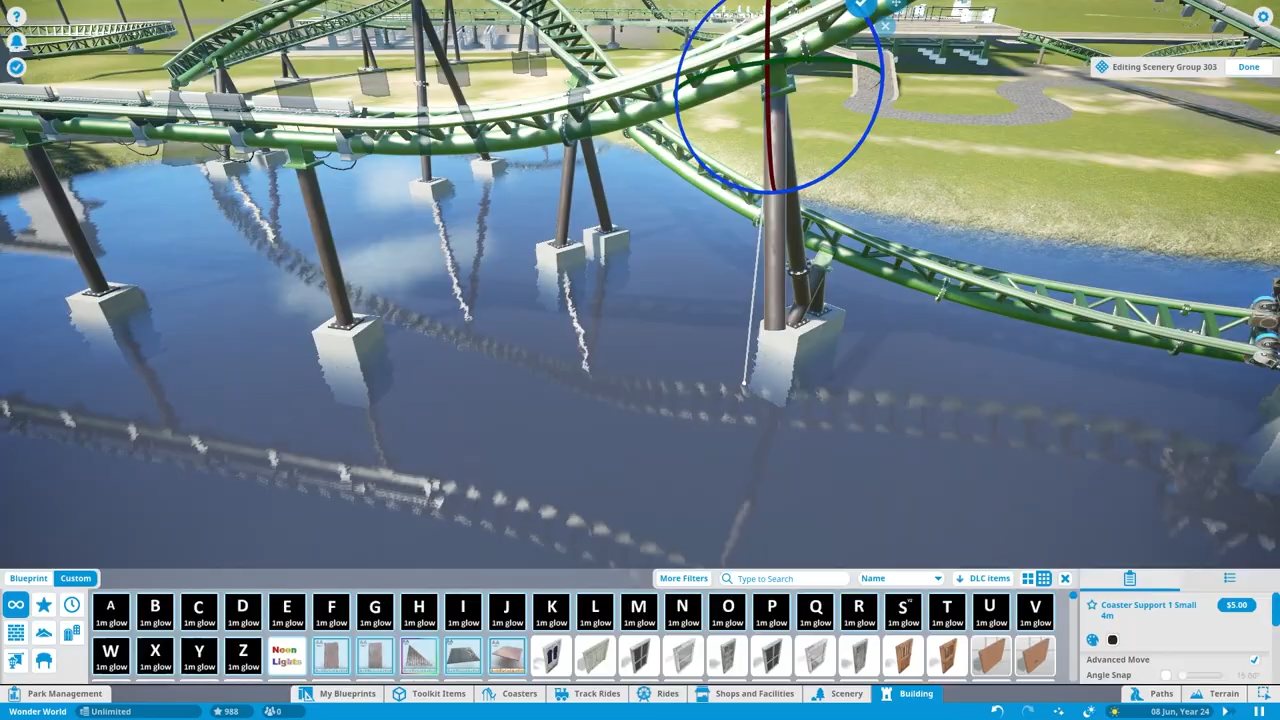 ?
Editing Scenery Group 303 Done
Blueprint Custom More Filters Type to Search Name DLC items
A 1m glow B 1m glow C 1m glow D 1m glow E 1m glow F 1m glow G 1m glow H 1m glow I 1m glow J 1m glow K 1m glow L 1m glow M 1m glow N 1m glow O 1m glow P 1m glow Q 1m glow R 1m glow S V2 1m glow T 1m glow U 1m glow V 1m glow
W 1m glow X 1m glow Y 1m glow Z 1m glow Neon Lights
Coaster Support 1 Small 4m $5.00
Advanced Move
Angle Snap 15.00°
Park Management My Blueprints Toolkit Items Coasters Track Rides Rides Shops and Facilities Scenery Building Paths Terrain
Wonder World Unlimited 988 0 08 Jun, Year 24